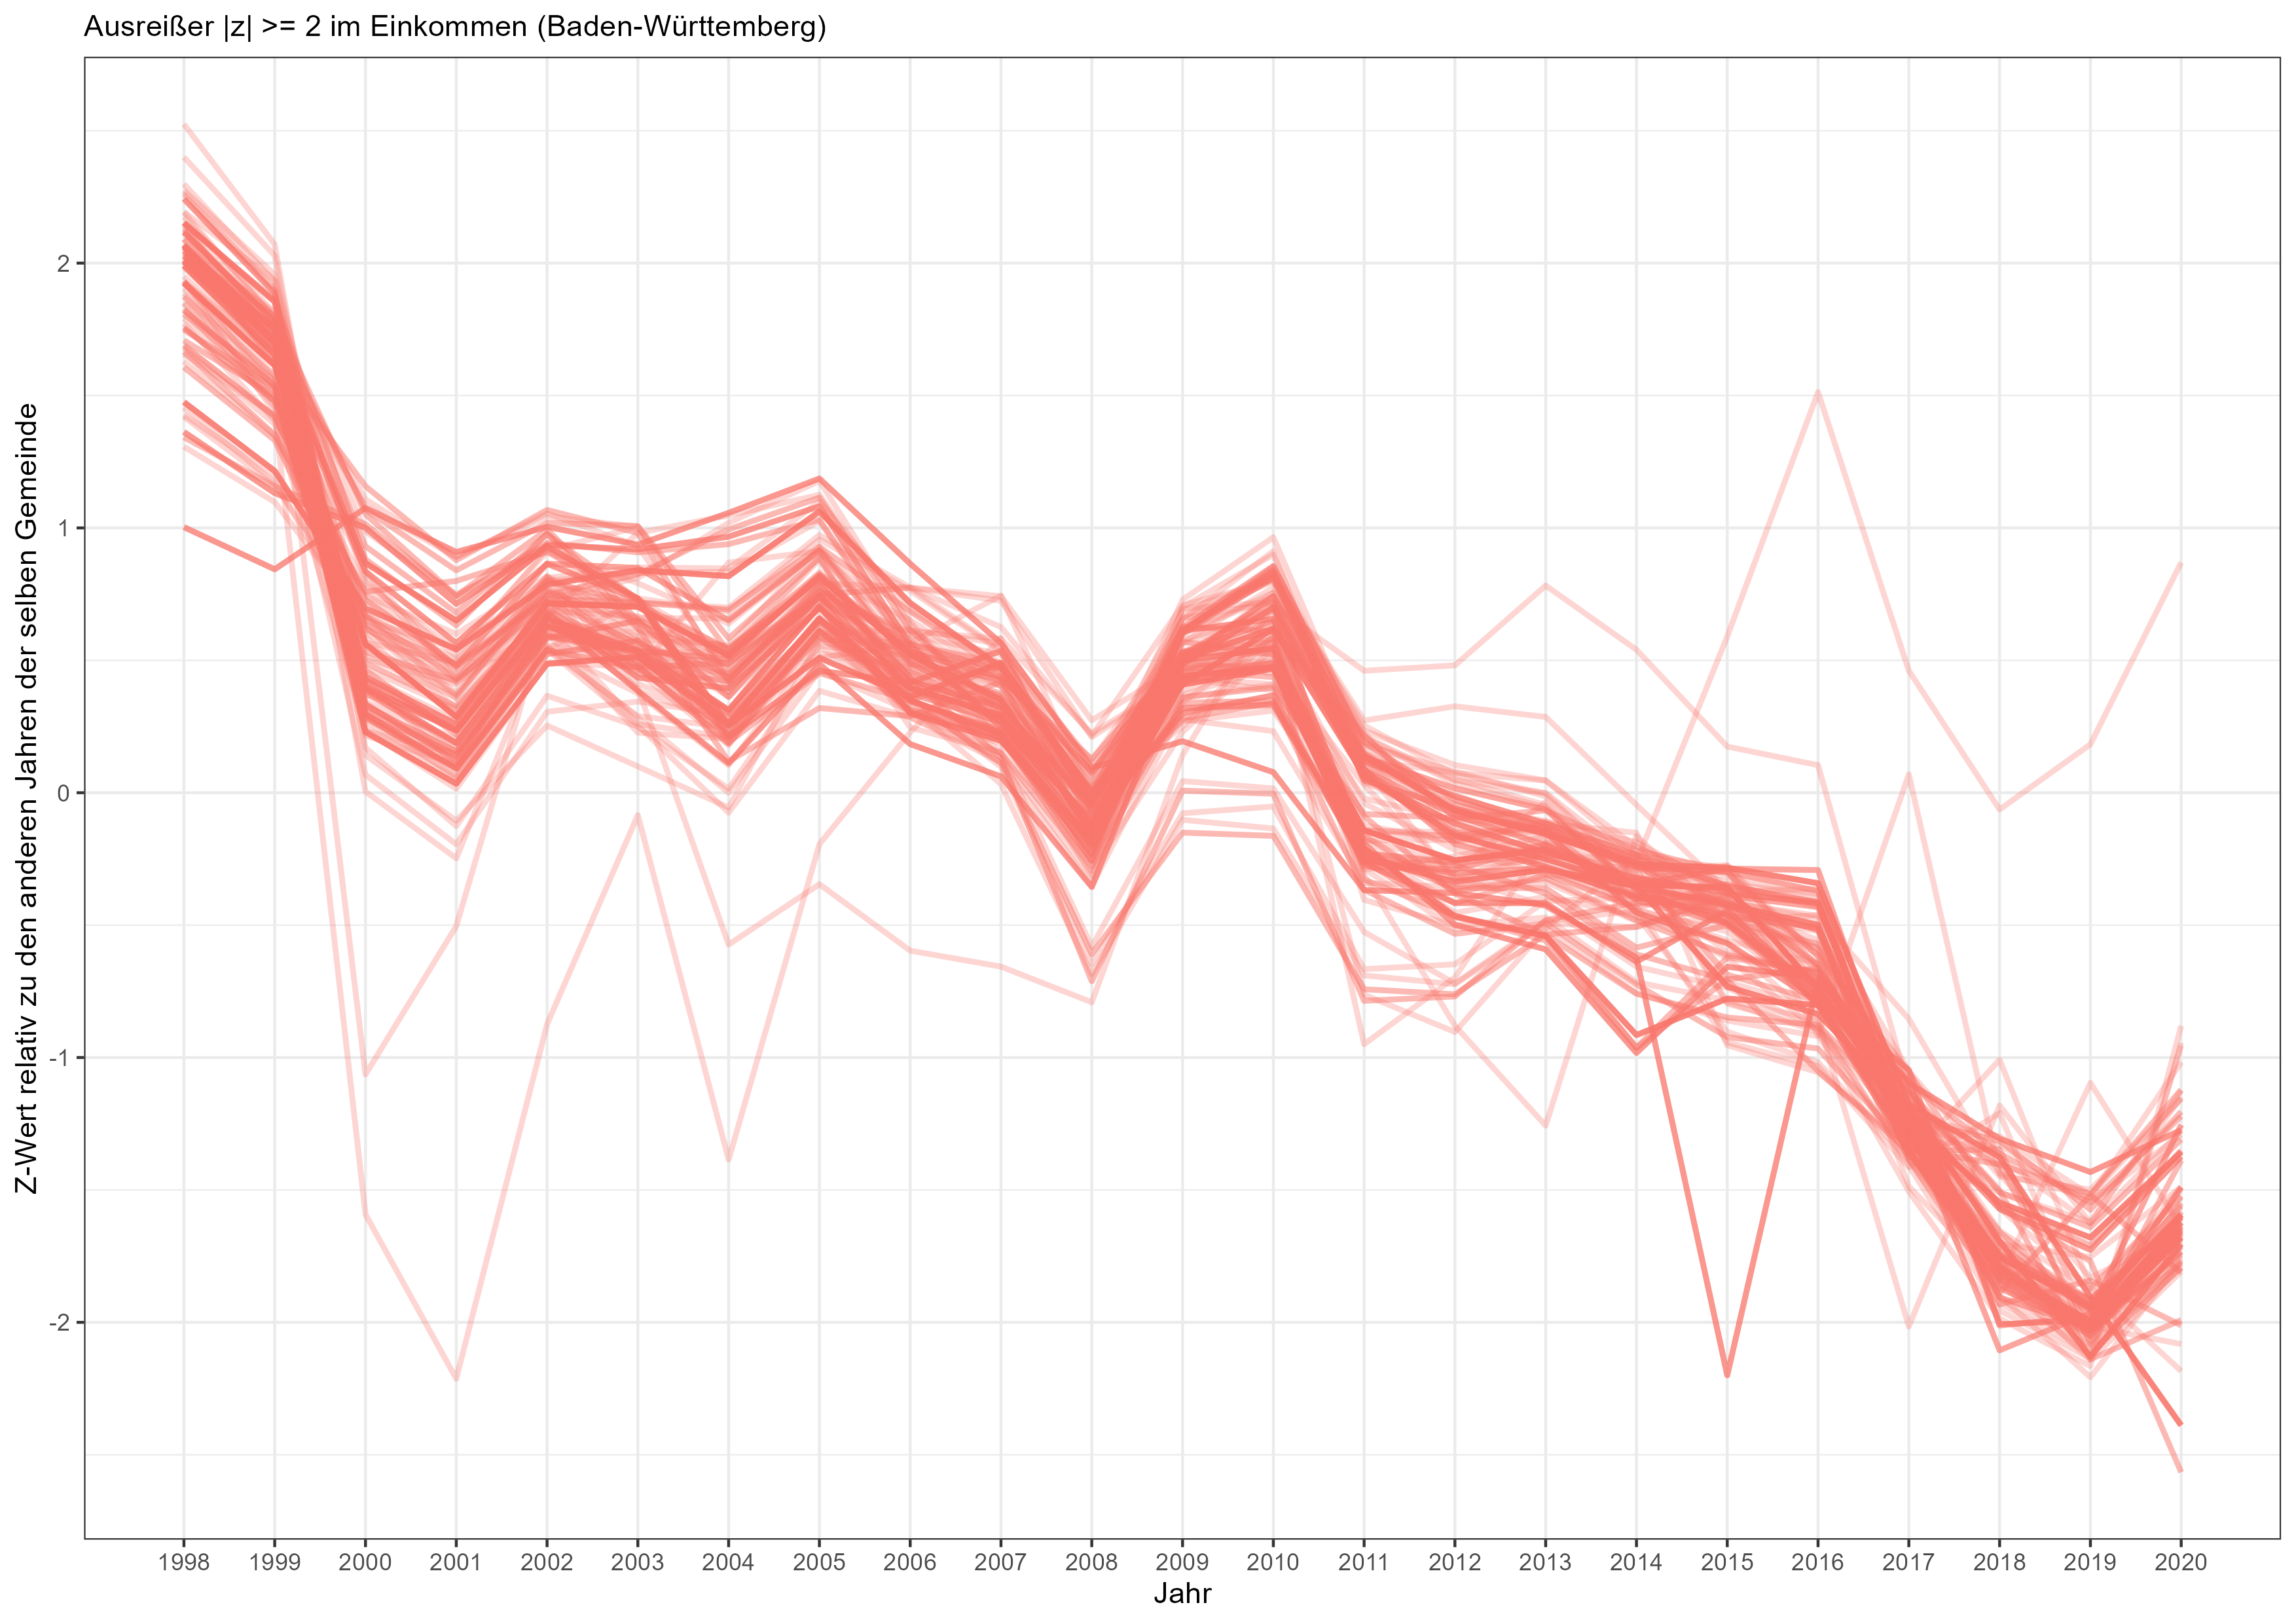 Ausreißer |z| >= 2 im Einkommen (Baden-Württemberg)
Z-Wert relativ zu den anderen Jahren der selben Gemeinde
2
1
0
-1
-2
1998 1999 2000 2001 2002 2003 2004 2005 2006 2007 2008 2009 2010 2011 2012 2013 2014 2015 2016 2017 2018 2019 2020
Jahr